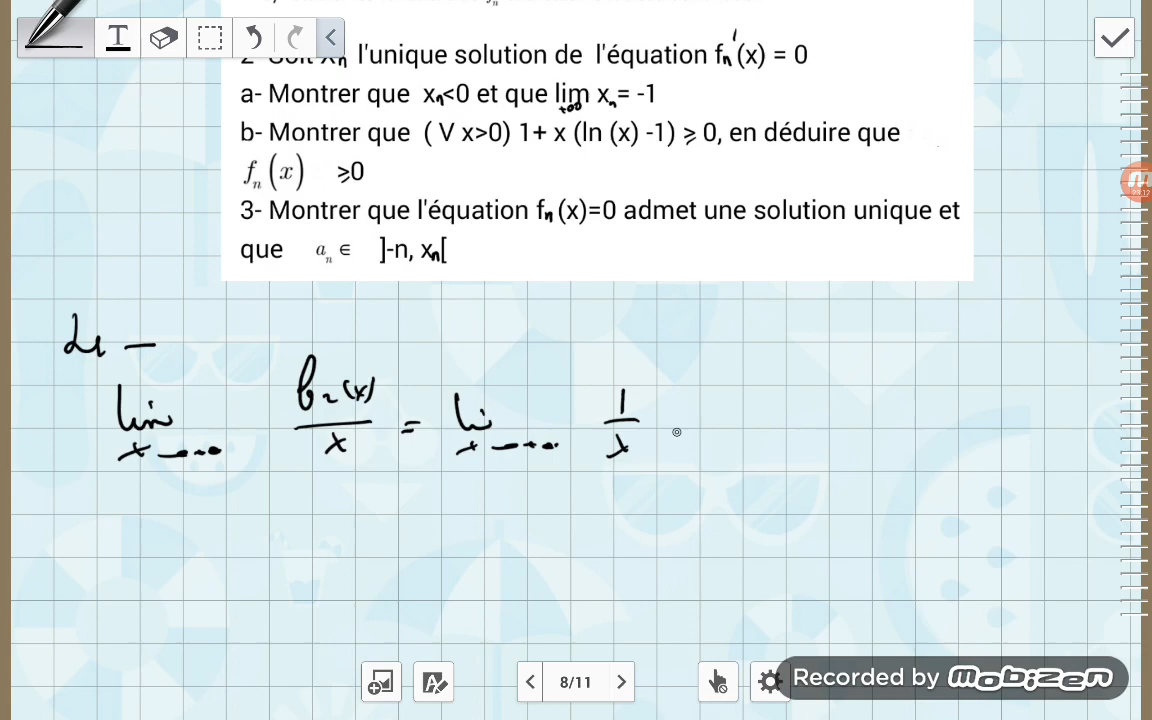 2- Soit xn l'unique solution de l'équation fn'(x) = 0
a- Montrer que xn<0 et que lim xn= -1
+∞
b- Montrer que ( V x>0) 1+ x (ln (x) -1) ⩾ 0, en déduire que
fn (x) ⩾0
3- Montrer que l'équation fn (x)=0 admet une solution unique et
que an ∈ ]-n, xn[
lim f2(x) / x = lim 1 / x
8/11
Recorded by mobizen
03:12